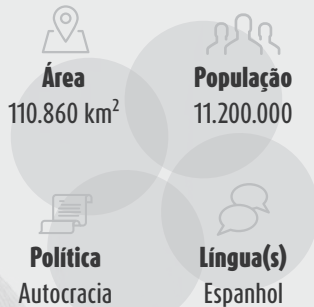 Área
110.860 km²
População
11.200.000
Política
Autocracia
Língua(s)
Espanhol